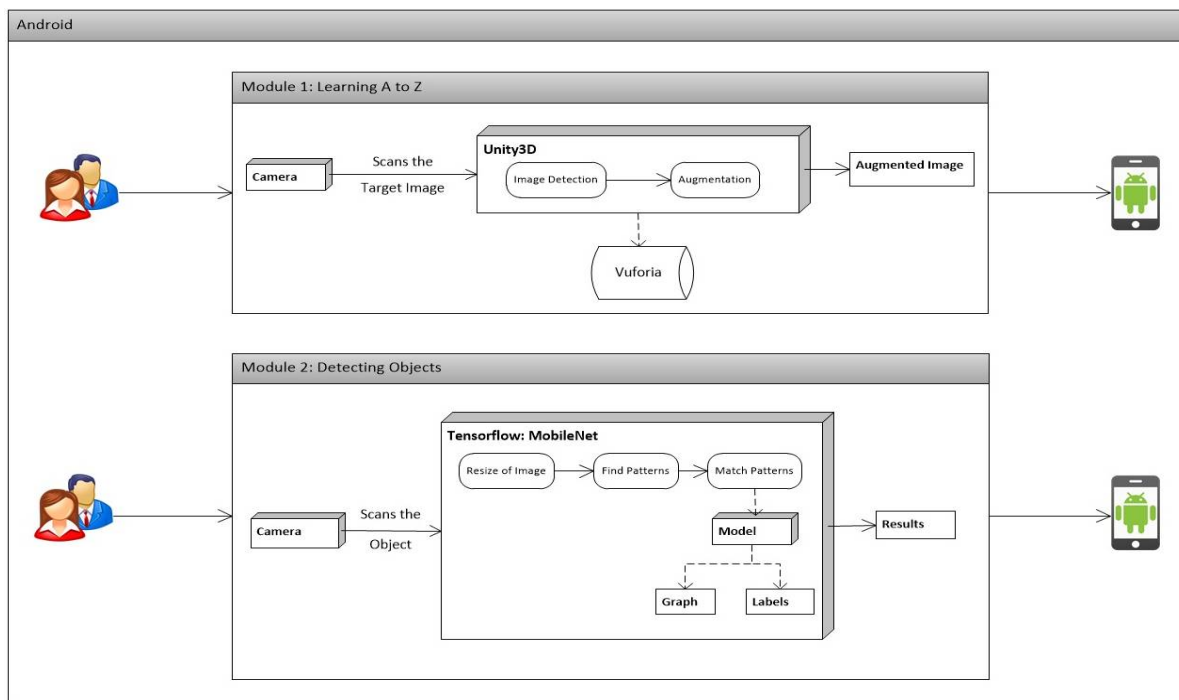 Android
Module 1: Learning A to Z
Camera
Scans the
Target Image
Unity3D
Image Detection
Augmentation
Augmented Image
Vuforia
Module 2: Detecting Objects
Camera
Scans the
Object
Tensorflow: MobileNet
Resize of Image
Find Patterns
Match Patterns
Model
Graph
Labels
Results